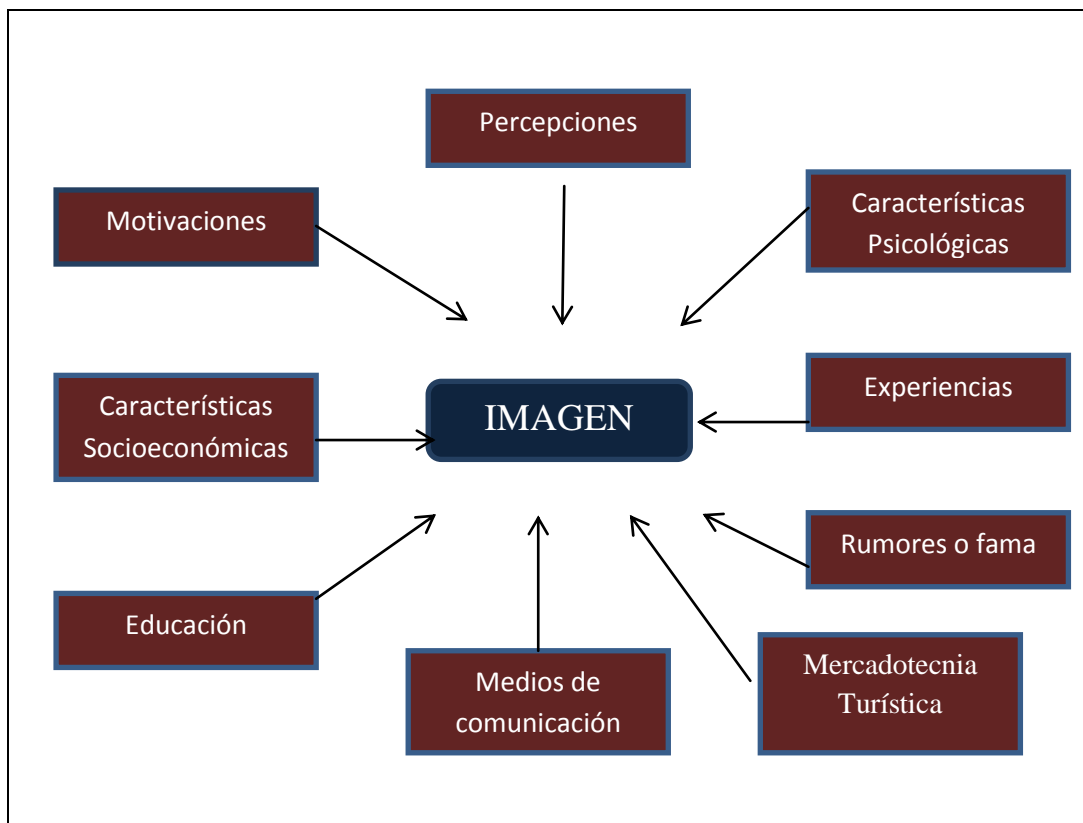 Percepciones
Motivaciones
Características
Psicológicas
IMAGEN
Características
Socioeconómicas
Experiencias
Rumores o fama
Educación
Medios de
comunicación
Mercadotecnia
Turística